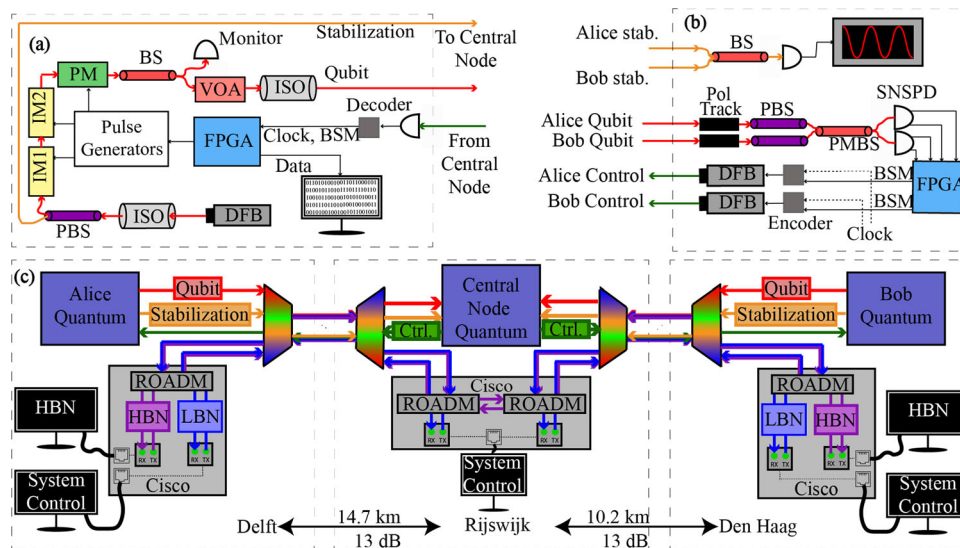 Stabilization
To Central
Node
(a)
Monitor
BS
PM
VOA
ISO
Qubit
IM2
IM1
Pulse
Generators
FPGA
Decoder
Clock, BSM
Data
From
Central
Node
PBS
ISO
DFB
(b)
Alice stab.
Bob stab.
BS
Pol
Track
PBS
SNSPD
Alice Qubit
Bob Qubit
PMBS
Alice Control
Bob Control
DFB
DFB
Encoder
BSM
BSM
FPGA
Clock
(c)
Alice
Quantum
Qubit
Stabilization
Central
Node
Quantum
Ctrl.
Ctrl.
Qubit
Stabilization
Bob
Quantum
ROADM
HBN
LBN
RX TX
RX TX
Cisco
HBN
System
Control
Cisco
ROADM
ROADM
RX TX
RX TX
System
Control
ROADM
LBN
HBN
RX TX
RX TX
Cisco
HBN
System
Control
Delft
14.7 km
13 dB
Rijswijk
10.2 km
13 dB
Den Haag